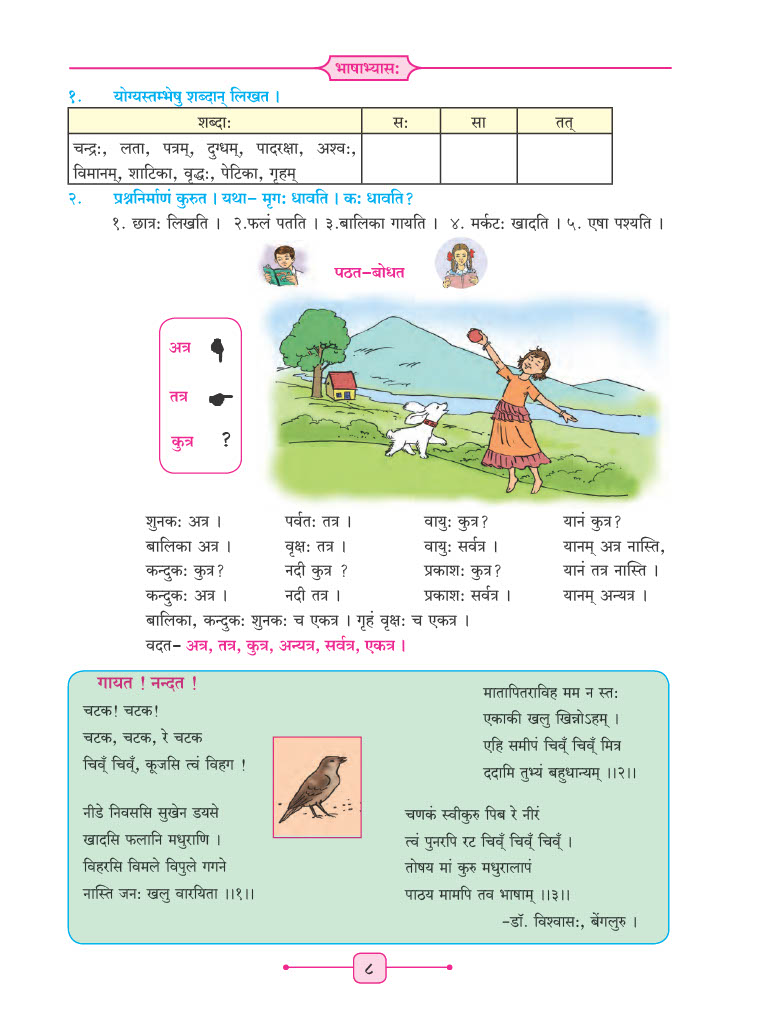 भाषाभ्यासः
१. योग्यस्तम्भेषु शब्दान् लिखत ।
शब्दाः सः सा तत्
चन्द्रः, लता, पत्रम्, दुग्धम्, पादरक्षा, अश्वः,
विमानम्, शाटिका, वृद्धः, पेटिका, गृहम्
२. प्रश्ननिर्माणं कुरुत । यथा– मृगः धावति । कः धावति?
१. छात्रः लिखति । २.फलं पतति । ३.बालिका गायति । ४. मर्कटः खादति । ५. एषा पश्यति ।
पठत–बोधत
अत्र
तत्र
कुत्र ?
शुनकः अत्र । पर्वतः तत्र । वायुः कुत्र? यानं कुत्र?
बालिका अत्र । वृक्षः तत्र । वायुः सर्वत्र । यानम् अत्र नास्ति,
कन्दुकः कुत्र? नदी कुत्र ? प्रकाशः कुत्र? यानं तत्र नास्ति ।
कन्दुकः अत्र । नदी तत्र । प्रकाशः सर्वत्र । यानम् अन्यत्र ।
बालिका, कन्दुकः शुनकः च एकत्र । गृहं वृक्षः च एकत्र ।
वदत– अत्र, तत्र, कुत्र, अन्यत्र, सर्वत्र, एकत्र ।
गायत ! नन्दत !
चटक! चटक!
चटक, चटक, रे चटक
चिवँ् चिवँ्, कूजसि त्वं विहग !
नीडे निवससि सुखेन डयसे
खादसि फलानि मधुराणि ।
विहरसि विमले विपुले गगने
नास्ति जनः खलु वारयिता ।।१।।
मातापितराविह मम न स्तः
एकाकी खलु खिन्नोऽहम् ।
एहि समीपं चिवँ् चिवँ् मित्र
ददामि तुभ्यं बहुधान्यम् ।।२।।
चणकं स्वीकुरु पिब रे नीरं
त्वं पुनरपि रट चिवँ् चिवँ् चिवँ् ।
तोषय मां कुरु मधुरालापं
पाठय मामपि तव भाषाम् ।।३।।
–डॉ. विश्वासः, बेंगलुरु ।
८